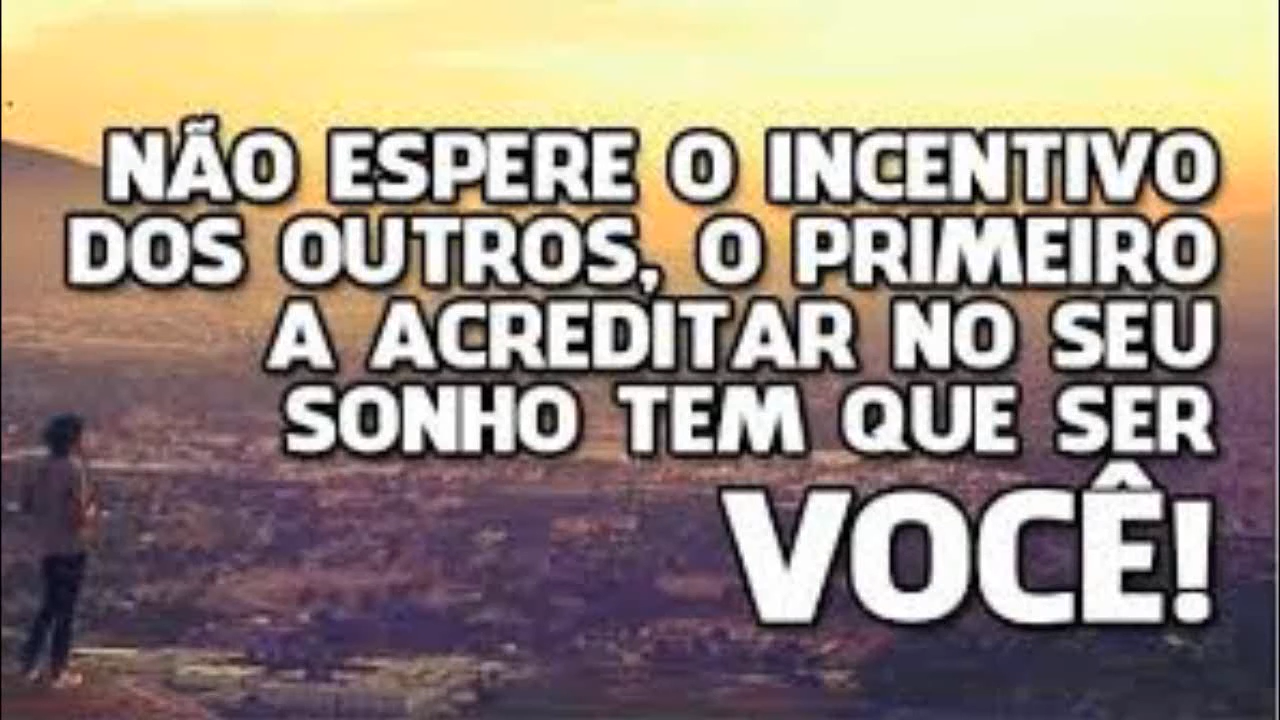 NÃO ESPERE O INCENTIVO
DOS OUTROS, O PRIMEIRO
A ACREDITAR NO SEU
SONHO TEM QUE SER
VOCÊ!